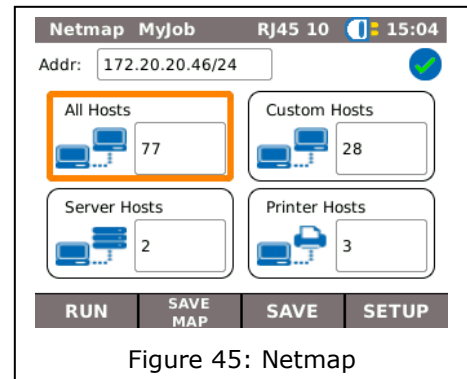 Netmap MyJob RJ45 10 15:04
Addr: 172.20.20.46/24
All Hosts
77
Custom Hosts
28
Server Hosts
2
Printer Hosts
3
RUN SAVE MAP SAVE SETUP
Figure 45: Netmap